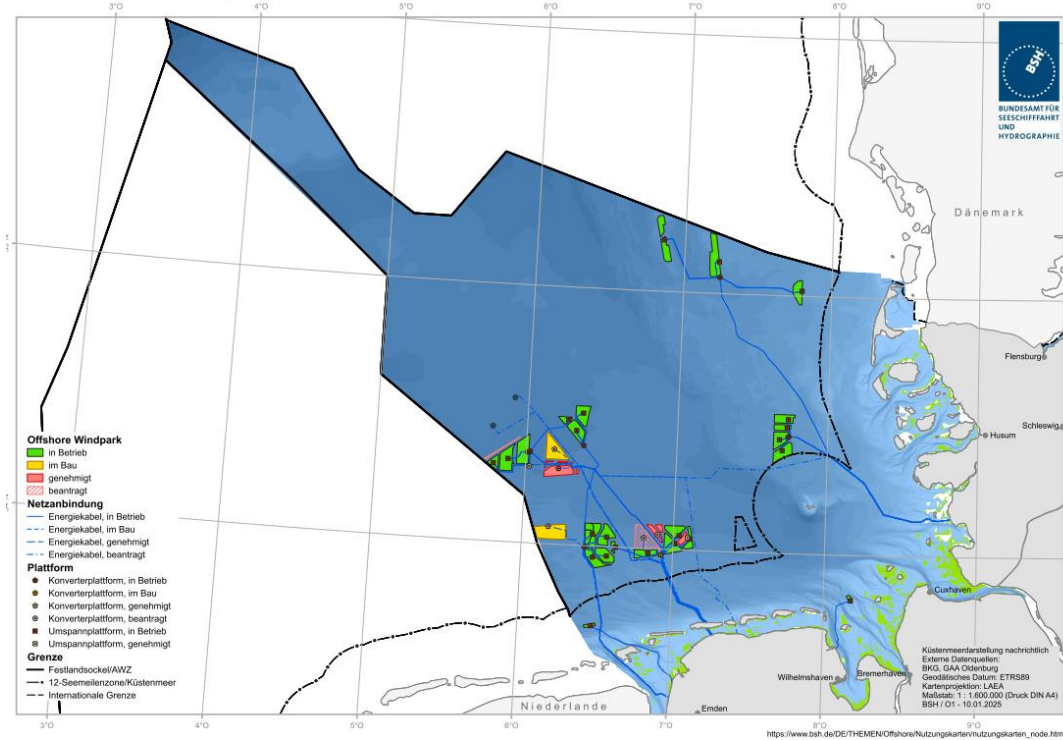 3°O 4°O 5°O 6°O 7°O 8°O 9°O
BSH
BUNDESAMT FÜR
SEESCHIFFFAHRT
UND
HYDROGRAPHIE
Dänemark
Flensburg
Schleswig
Husum
Offshore Windpark
in Betrieb
im Bau
genehmigt
beantragt
Netzanbindung
Energiekabel, in Betrieb
Energiekabel, im Bau
Energiekabel, genehmigt
Energiekabel, beantragt
Plattform
Konverterplattform, in Betrieb
Konverterplattform, im Bau
Konverterplattform, genehmigt
Konverterplattform, beantragt
Umspannplattform, in Betrieb
Umspannplattform, genehmigt
Grenze
Festlandsockel/AWZ
12-Seemeilenzone/Küstenmeer
Internationale Grenze
Cuxhaven
Wilhelmshaven
Bremerhaven
Emden
Niederlande
Küstenmeerdarstellung nachrichtlich
Externe Datenquellen:
BKG, GAA Oldenburg
Geodätisches Datum: ETRS89
Kartenprojektion: LAEA
Maßstab: 1 : 1.600.000 (Druck DIN A4)
BSH / O1 - 10.01.2025
3°O 4°O 5°O 6°O 7°O 8°O 9°O
https://www.bsh.de/DE/THEMEN/Offshore/Nutzungskarten/nutzungskarten_node.htm